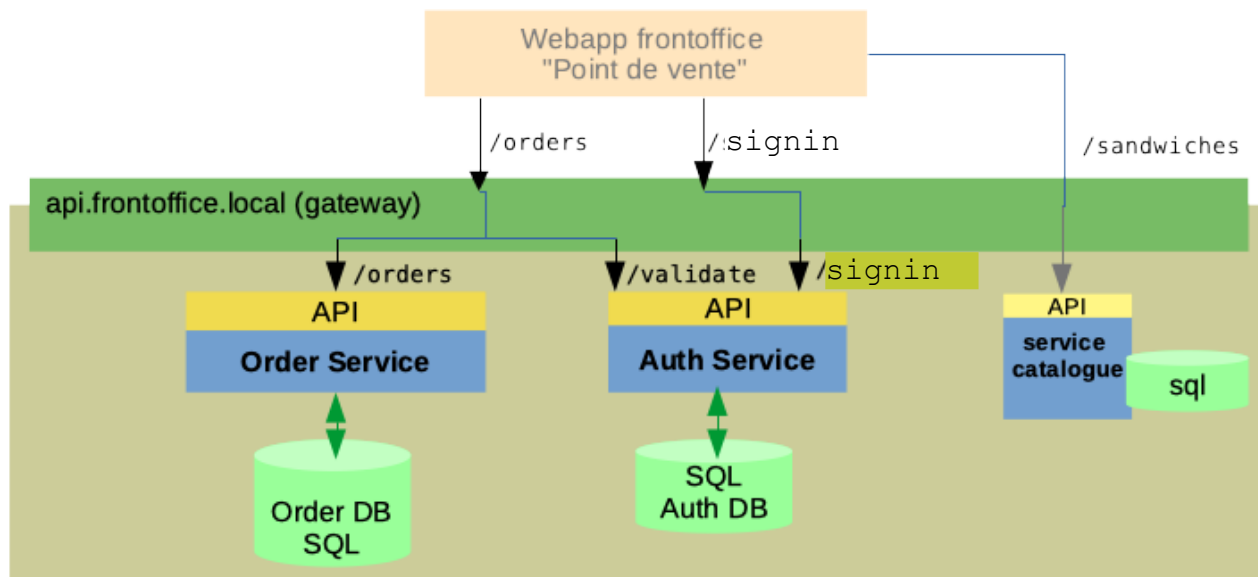 Webapp frontoffice
"Point de vente"
/orders
/signin
/sandwiches
api.frontoffice.local (gateway)
/orders
/validate
/signin
API
API
API
Order Service
Auth Service
service
catalogue
sql
Order DB
SQL
SQL
Auth DB